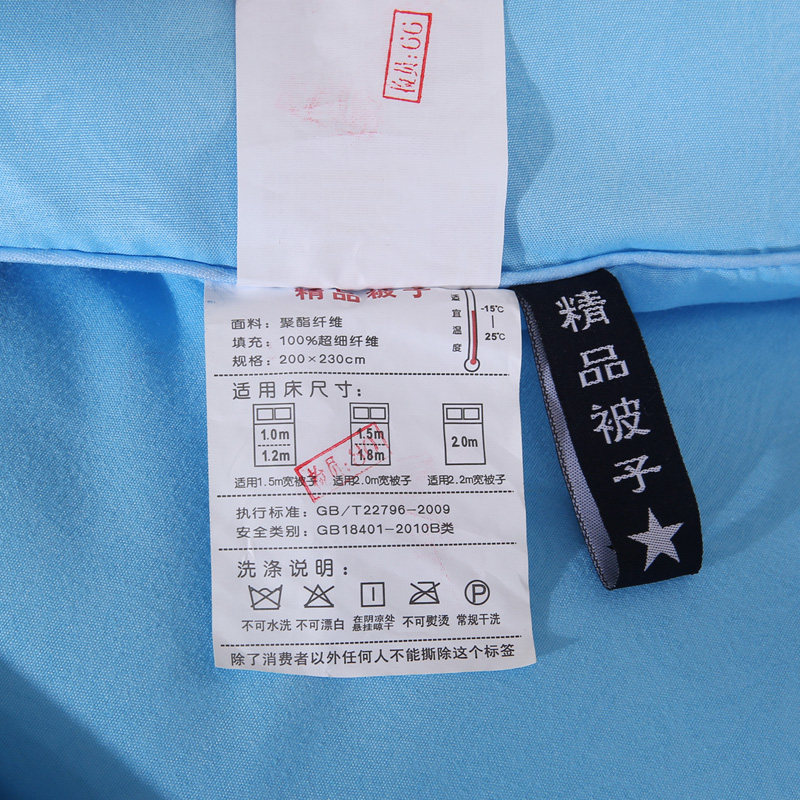 检员:66
精品被子
面料：聚酯纤维
填充：100%超细纤维
规格：200×230cm
适宜温度
-15℃
25℃
适用床尺寸：
1.0m
1.2m
1.5m
1.8m
2.0m
适用1.5m宽被子
适用2.0m宽被子
适用2.2m宽被子
执行标准：GB/T22796-2009
安全类别：GB18401-2010B类
洗涤说明：
P
不可水洗
不可漂白
在阴凉处
悬挂晾干
不可熨烫
常规干洗
除了消费者以外任何人不能撕除这个标签
精品被子